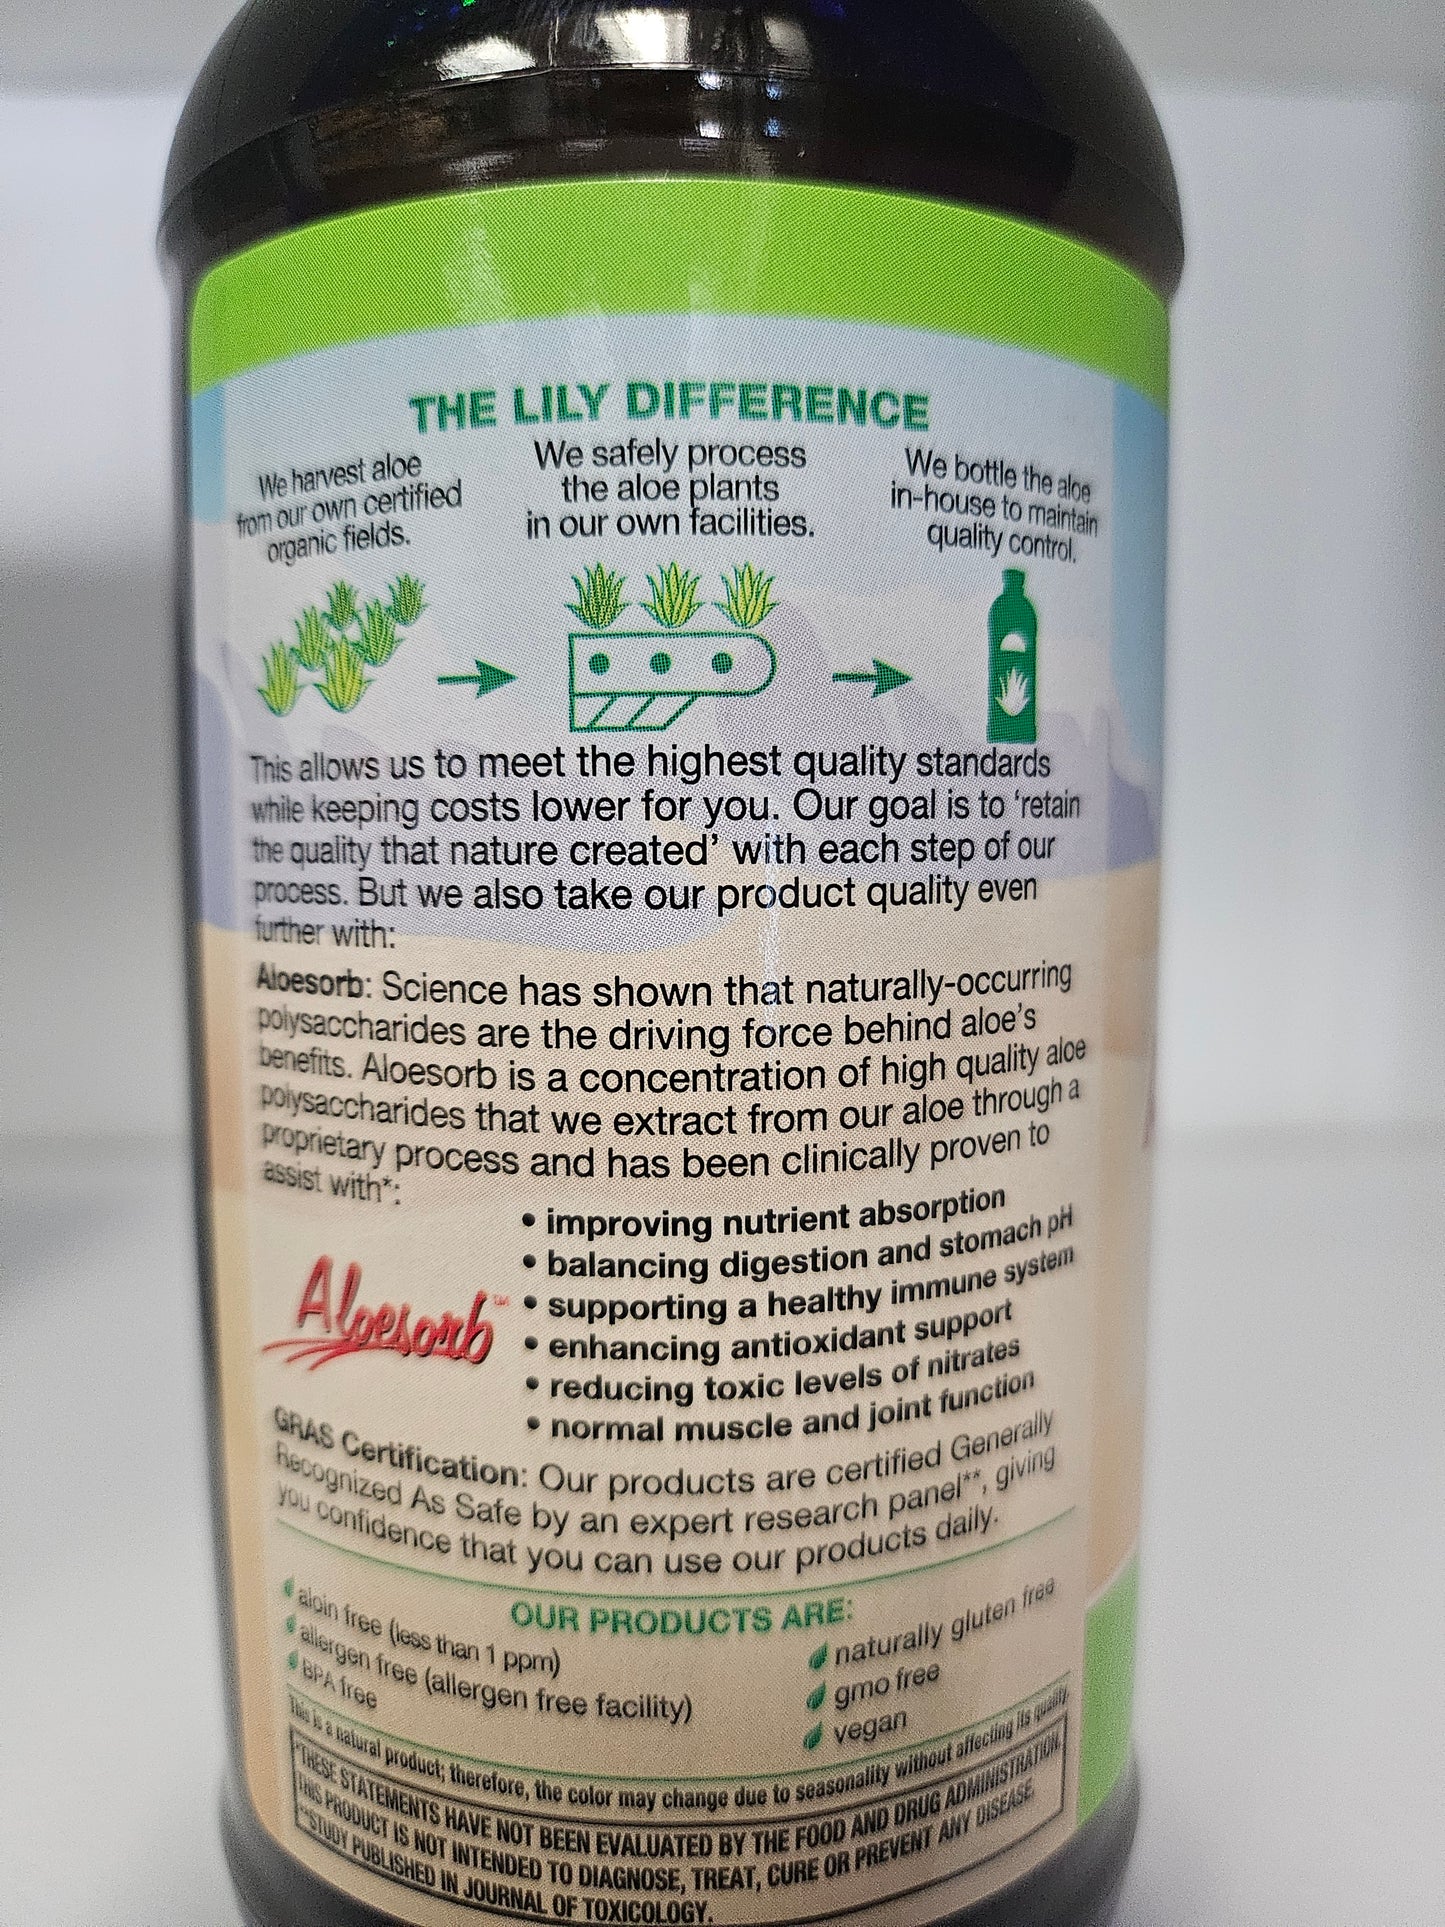 THE LILY DIFFERENCE
We harvest aloe
from our own certified
organic fields.
We safely process
the aloe plants
in our own facilities.
We bottle the aloe
in-house to maintain
quality control.
This allows us to meet the highest quality standards
while keeping costs lower for you. Our goal is to ‘retain
the quality that nature created’ with each step of our
process. But we also take our product quality even
further with:
Aloesorb: Science has shown that naturally-occurring
polysaccharides are the driving force behind aloe’s
benefits. Aloesorb is a concentration of high quality aloe
polysaccharides that we extract from our aloe through a
proprietary process and has been clinically proven to
assist with*:
Aloesorb™
• improving nutrient absorption
• balancing digestion and stomach pH
• supporting a healthy immune system
• enhancing antioxidant support
• reducing toxic levels of nitrates
• normal muscle and joint function
GRAS Certification: Our products are certified Generally
Recognized As Safe by an expert research panel**, giving
you confidence that you can use our products daily.
OUR PRODUCTS ARE:
aloin free (less than 1 ppm)
allergen free (allergen free facility)
BPA free
naturally gluten free
gmo free
vegan
This is a natural product; therefore, the color may change due to seasonality without affecting its quality.
*THESE STATEMENTS HAVE NOT BEEN EVALUATED BY THE FOOD AND DRUG ADMINISTRATION.
THIS PRODUCT IS NOT INTENDED TO DIAGNOSE, TREAT, CURE OR PREVENT ANY DISEASE.
**STUDY PUBLISHED IN JOURNAL OF TOXICOLOGY.